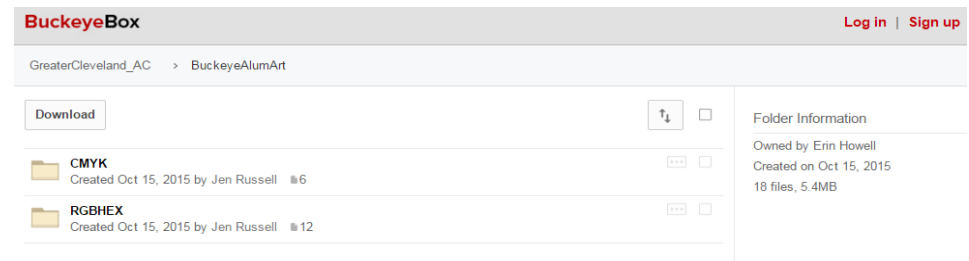 BuckeyeBox
Log in | Sign up
GreaterCleveland_AC > BuckeyeAlumArt
Download
CMYK
Created Oct 15, 2015 by Jen Russell 6
RGBHEX
Created Oct 15, 2015 by Jen Russell 12
Folder Information
Owned by Erin Howell
Created on Oct 15, 2015
18 files, 5.4MB